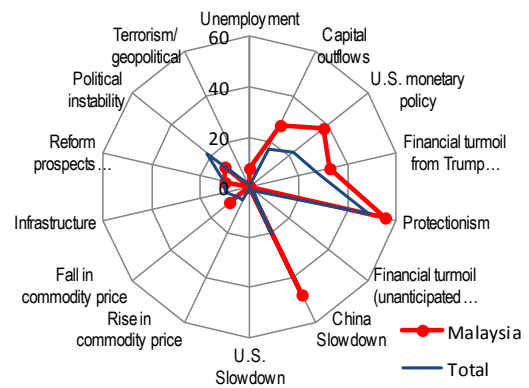 Unemployment
60
40
20
0
Capital
outflows
U.S. monetary
policy
Financial turmoil
from Trump...
Protectionism
Financial turmoil
(unanticipated ...
China
Slowdown
U.S.
Slowdown
Rise in
commodity price
Fall in
commodity price
Infrastructure
Reform
prospects ...
Political
instability
Terrorism/
geopolitical
Malaysia
Total